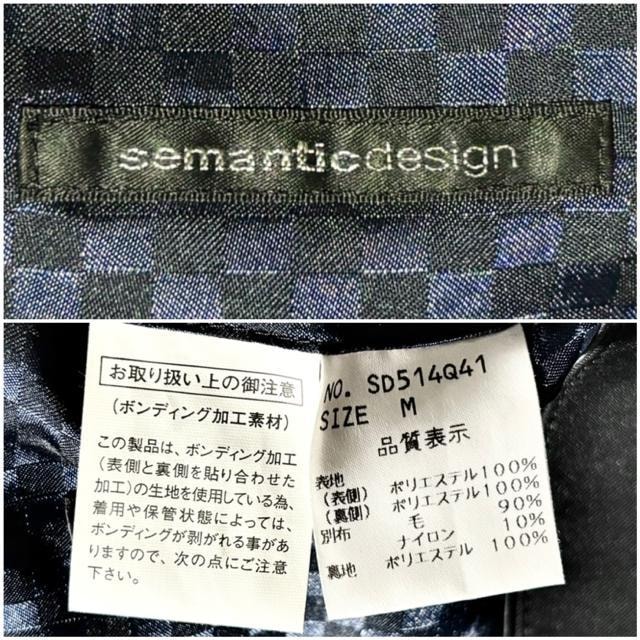 semanticdesign
お取り扱い上の御注意
(ボンディング加工素材)
この製品は、ボンディング加工
(表側と裏側を貼り合わせた
加工)の生地を使用している為、
着用や保管状態によっては、
ボンディングが剥がれる事があ
りますので、次の点にご注意
下さい。
NO. SD514Q41
SIZE M
品質表示
表地
(表側) ポリエステル100%
(裏側) ポリエステル100%
別布 毛 90%
ナイロン 10%
裏地 ポリエステル 100%